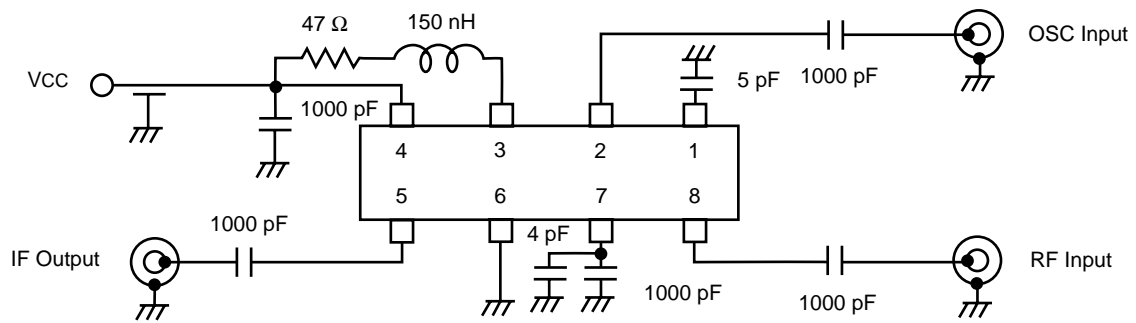 47 Ω
150 nH
OSC Input
1000 pF
5 pF
VCC
1000 pF
4 3 2 1
5 6 7 8
1000 pF
4 pF
IF Output
1000 pF
1000 pF
RF Input